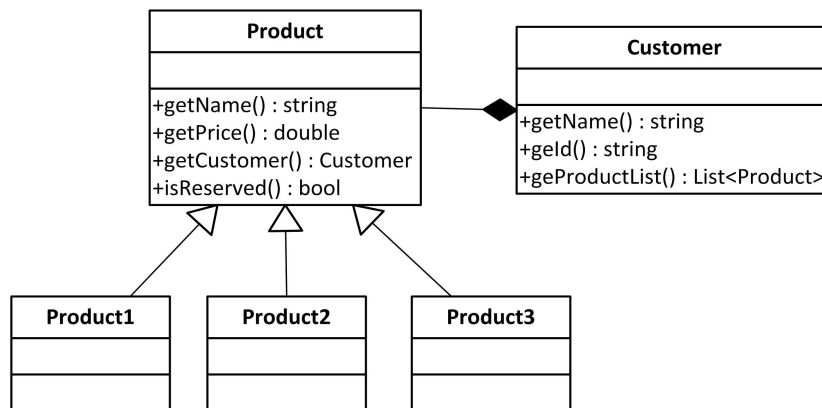 Product
+getName() : string
+getPrice() : double
+getCustomer() : Customer
+isReserved() : bool
Customer
+getName() : string
+geId() : string
+geProductList() : List<Product>
Product1
Product2
Product3